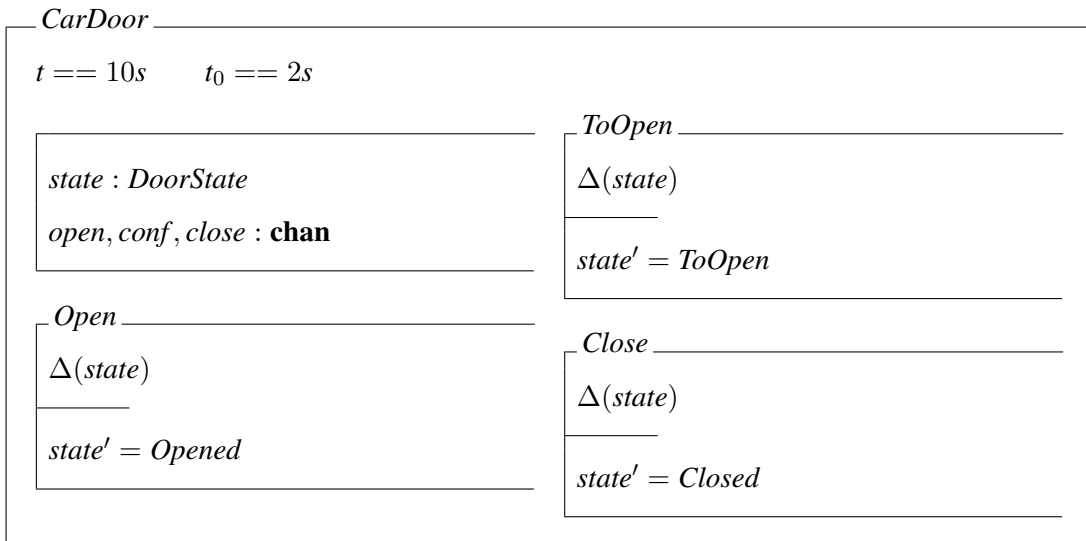 CarDoor
t == 10s t₀ == 2s
state : DoorState
open, conf, close : chan
Open
Δ(state)
state′ = Opened
ToOpen
Δ(state)
state′ = ToOpen
Close
Δ(state)
state′ = Closed